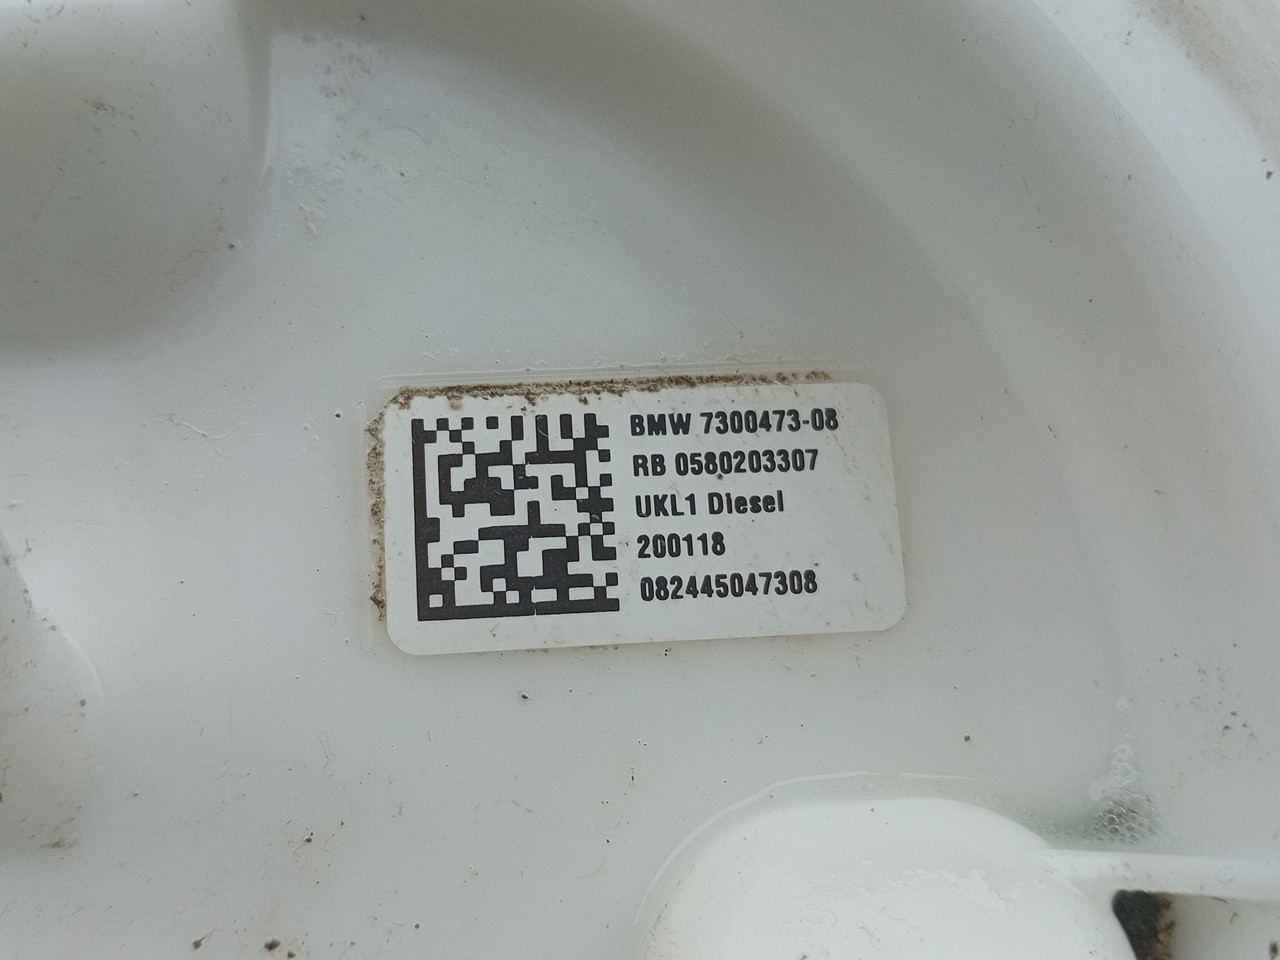 BMW 7300473-08
RB 0580203307
UKL1 Diesel
200118
082445047308